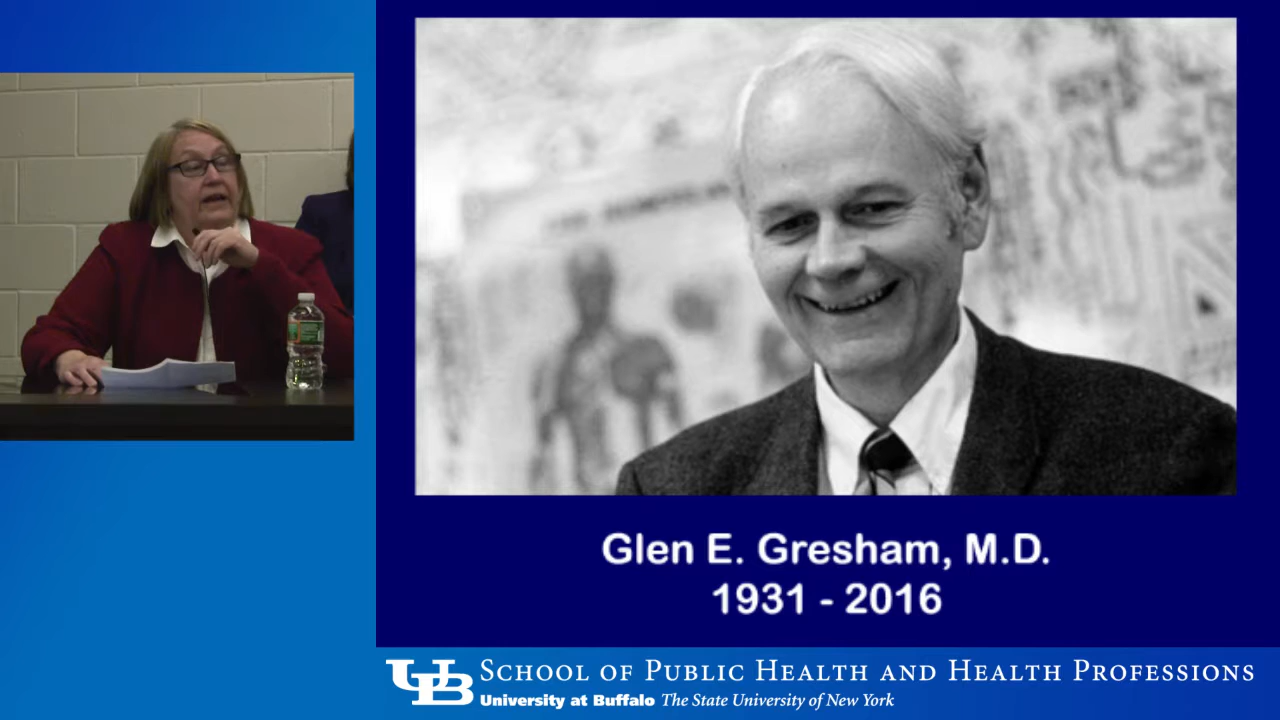 Glen E. Gresham, M.D.
1931 - 2016
UB School of Public Health and Health Professions
University at Buffalo The State University of New York